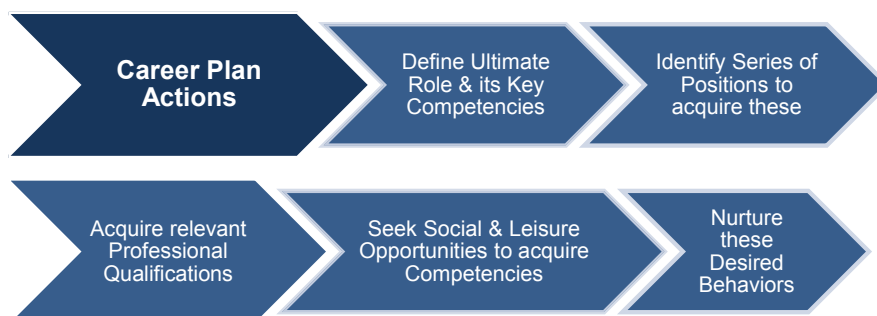 Career Plan
Actions
Define Ultimate
Role & its Key
Competencies
Identify Series of
Positions to
acquire these
Acquire relevant
Professional
Qualifications
Seek Social & Leisure
Opportunities to acquire
Competencies
Nurture
these
Desired
Behaviors